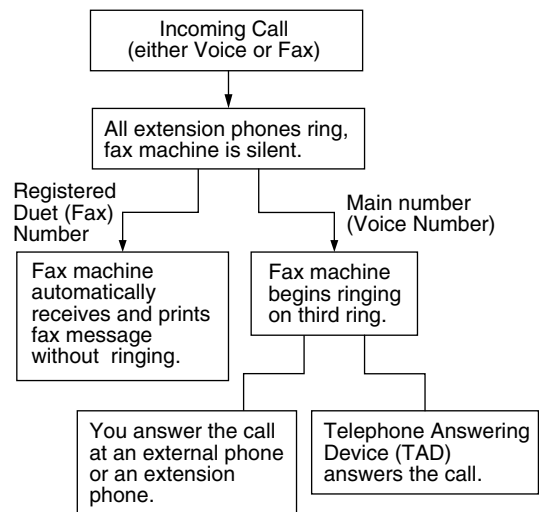 Incoming Call
(either Voice or Fax)
All extension phones ring,
fax machine is silent.
Registered
Duet (Fax)
Number
Main number
(Voice Number)
Fax machine
automatically
receives and prints
fax message
without ringing.
Fax machine
begins ringing
on third ring.
You answer the call
at an external phone
or an extension
phone.
Telephone Answering
Device (TAD)
answers the call.